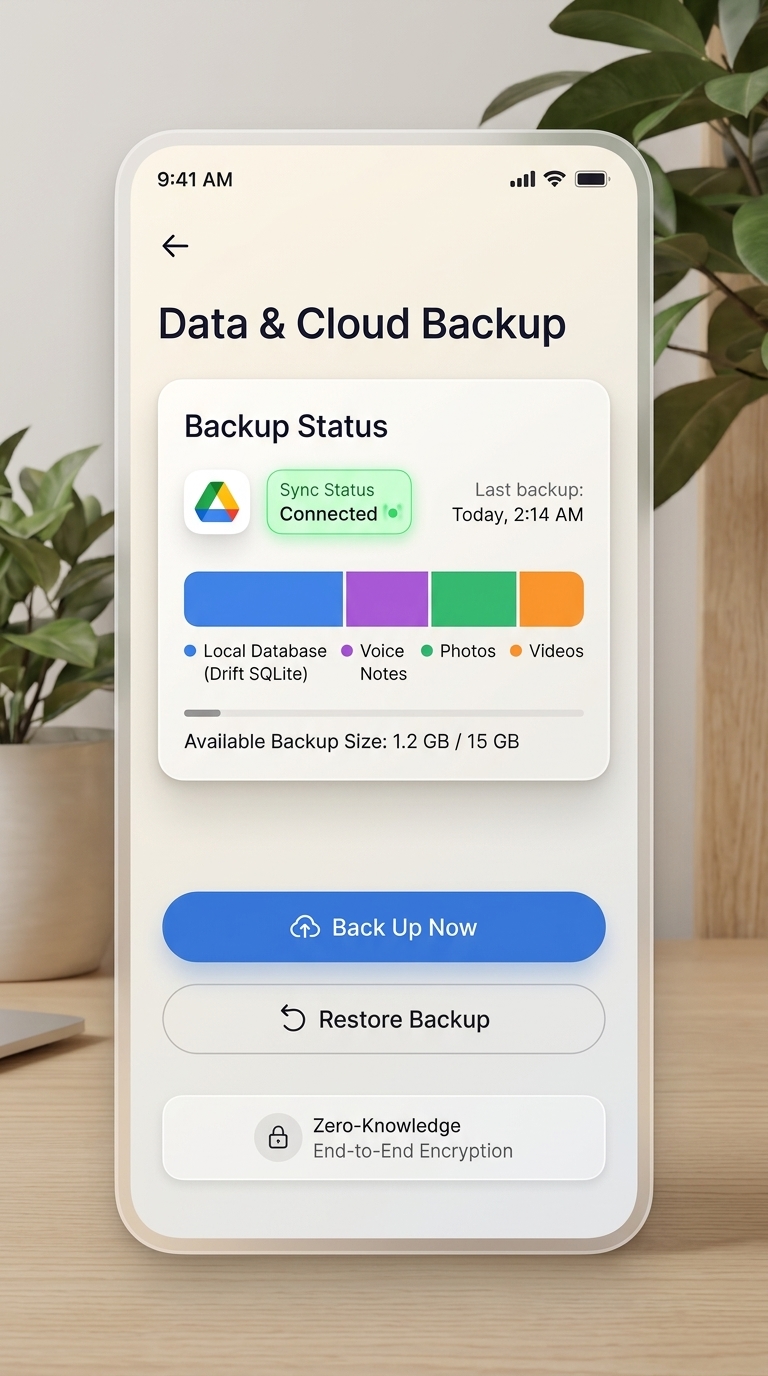 9:41 AM
Data & Cloud Backup
Backup Status
Sync Status
Connected
Last backup:
Today, 2:14 AM
Local Database
(Drift SQLite)
Voice
Notes
Photos
Videos
Available Backup Size: 1.2 GB / 15 GB
Back Up Now
Restore Backup
Zero-Knowledge
End-to-End Encryption